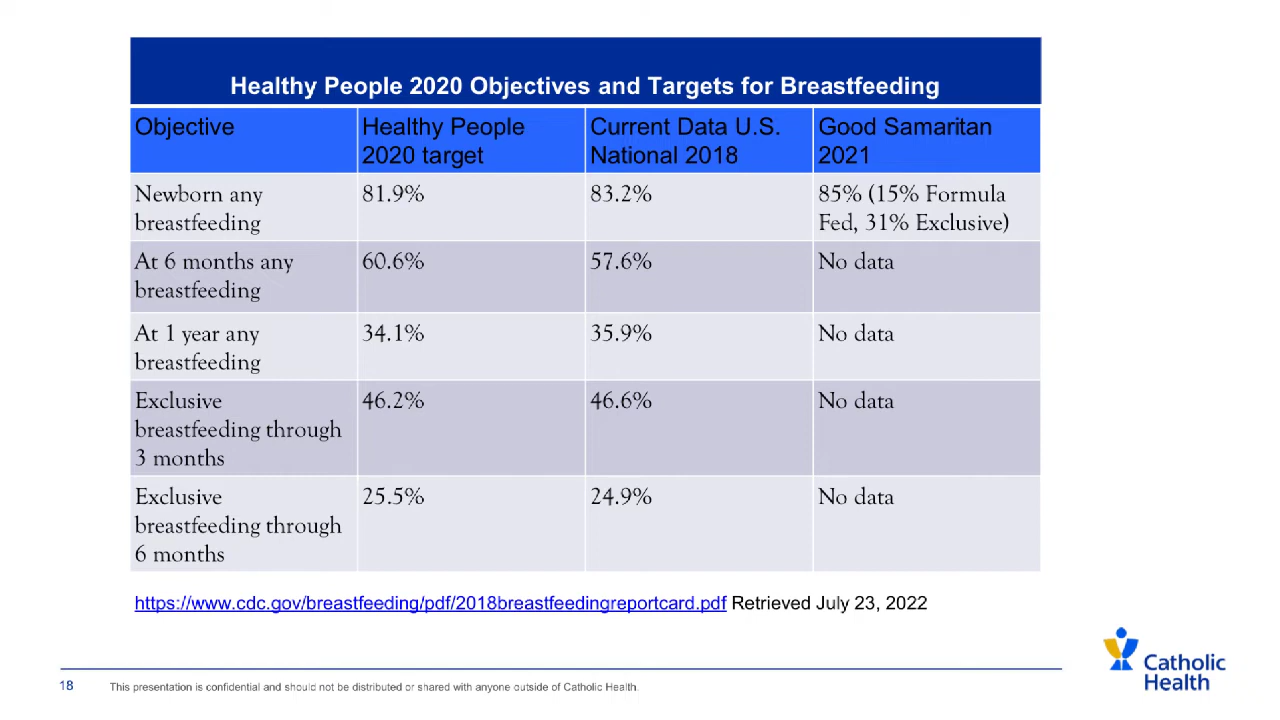 Healthy People 2020 Objectives and Targets for Breastfeeding
Objective
Healthy People
2020 target
Current Data U.S.
National 2018
Good Samaritan
2021
Newborn any
breastfeeding
81.9%
83.2%
85% (15% Formula
Fed, 31% Exclusive)
At 6 months any
breastfeeding
60.6%
57.6%
No data
At 1 year any
breastfeeding
34.1%
35.9%
No data
Exclusive
breastfeeding through
3 months
46.2%
46.6%
No data
Exclusive
breastfeeding through
6 months
25.5%
24.9%
No data
https://www.cdc.gov/breastfeeding/pdf/2018breastfeedingreportcard.pdf Retrieved July 23, 2022
Catholic
Health
18
This presentation is confidential and should not be distributed or shared with anyone outside of Catholic Health.